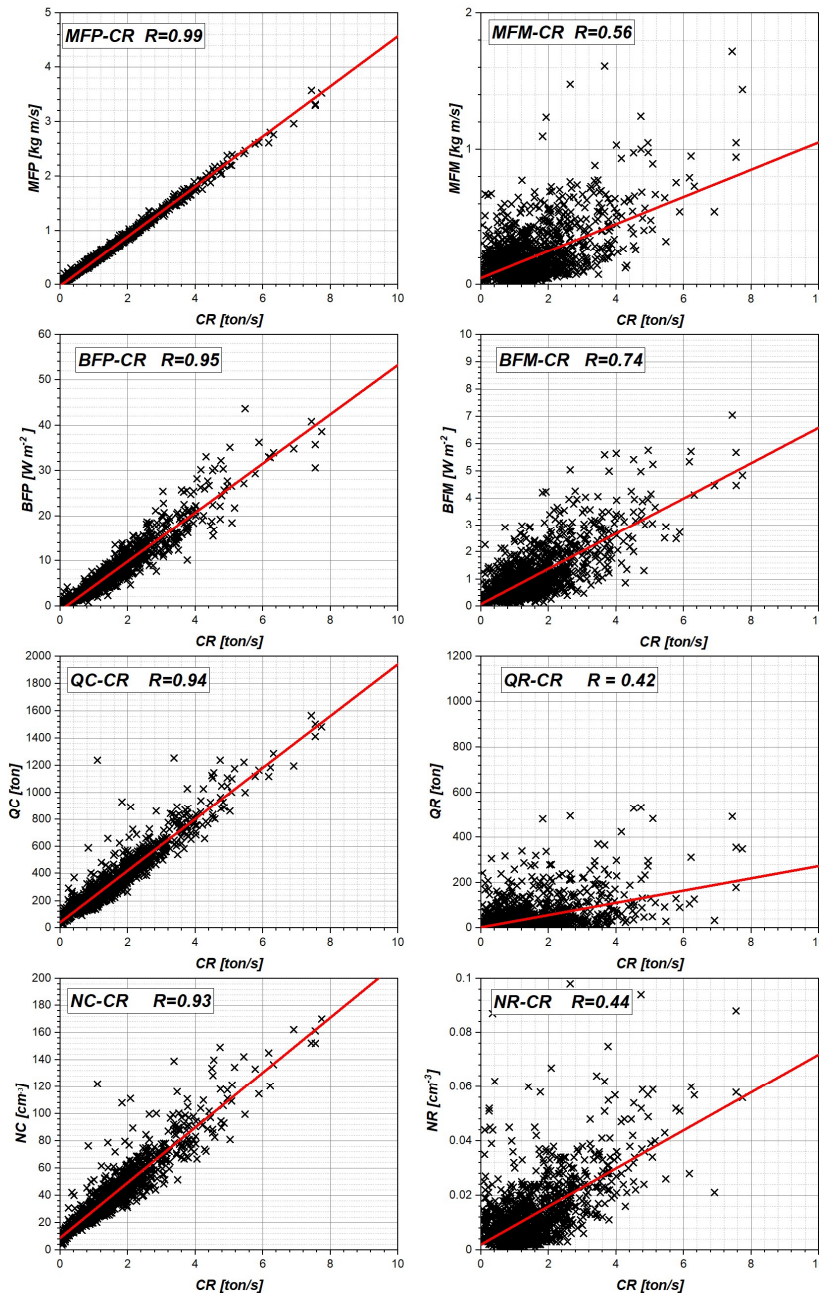 MFP-CR R=0.99
MFP [kg m/s]
5
4
3
2
1
0
0 2 4 6 8 10
CR [ton/s]
MFM-CR R=0.56
MFM [kg m/s]
2
1
0
0 2 4 6 8 10
CR [ton/s]
BFP-CR R=0.95
BFP [W m-2 ]
60
50
40
30
20
10
0
0 2 4 6 8 10
CR [ton/s]
BFM-CR R=0.74
BFM [W m-2]
10
9
8
7
6
5
4
3
2
1
0
0 2 4 6 8 10
CR [ton/s]
QC-CR R=0.94
QC [ton]
2000
1800
1600
1400
1200
1000
800
600
400
200
0
0 2 4 6 8 10
CR [ton/s]
QR-CR R = 0.42
QR [ton]
1200
1000
800
600
400
200
0
0 2 4 6 8 10
CR [ton/s]
NC-CR R=0.93
NC [cm-3]
200
180
160
140
120
100
80
60
40
20
0
0 2 4 6 8 10
CR [ton/s]
NR-CR R=0.44
NR [cm-3]
0.1
0.08
0.06
0.04
0.02
0
0 2 4 6 8 10
CR [ton/s]